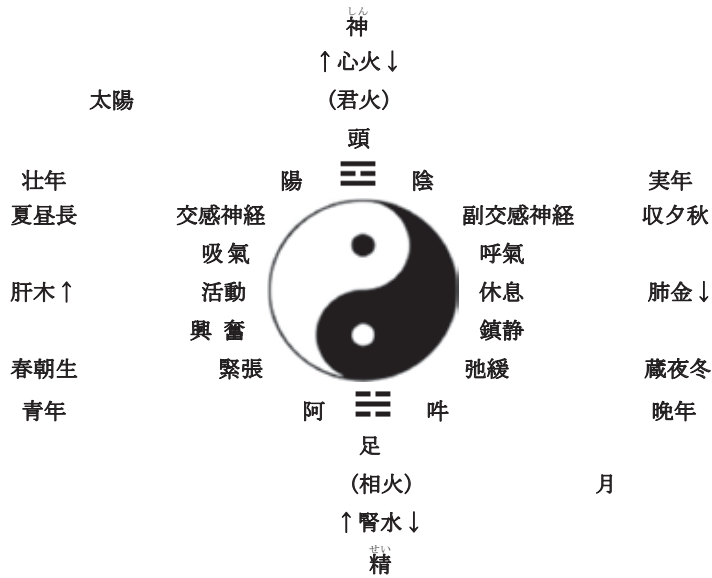 しん
神
↑心火↓
太陽 (君火)
頭
壮年 陽 陰 実年
夏昼長 交感神経 副交感神経 収夕秋
吸氣 呼氣
肝木↑ 活動 休息 肺金↓
興奮 鎮静
春朝生 緊張 弛緩 蔵夜冬
青年 阿 吽 晩年
足
(相火) 月
↑腎水↓
せい
精